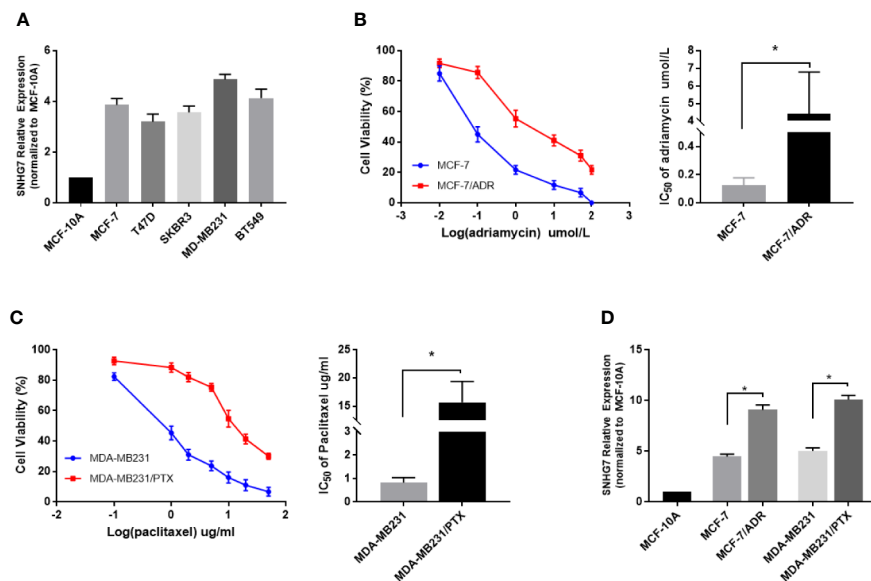 A
SNHG7 Relative Expression
(normalized to MCF-10A)
6
4
2
0
MCF-10A
MCF-7
T47D
SKBR3
MD-MB231
BT549
B
Cell Viability (%)
100
80
60
40
20
0
MCF-7
MCF-7/ADR
-3 -2 -1 0 1 2 3
Log(adriamycin) umol/L
IC50 of adriamycin umol/L
8
7
6
5
4
0.2
0.0
*
MCF-7
MCF-7/ADR
C
Cell Viability (%)
100
80
60
40
20
0
MDA-MB231
MDA-MB231/PTX
-2 -1 0 1 2
Log(paclitaxel) ug/ml
IC50 of Paclitaxel ug/ml
25
20
15
3
2
1
0
*
MDA-MB231
MDA-MB231/PTX
D
SNHG7 Relative Expression
(normalized to MCF-10A)
15
10
5
0
*
*
MCF-10A
MCF-7
MCF-7/ADR
MDA-MB231
MDA-MB231/PTX